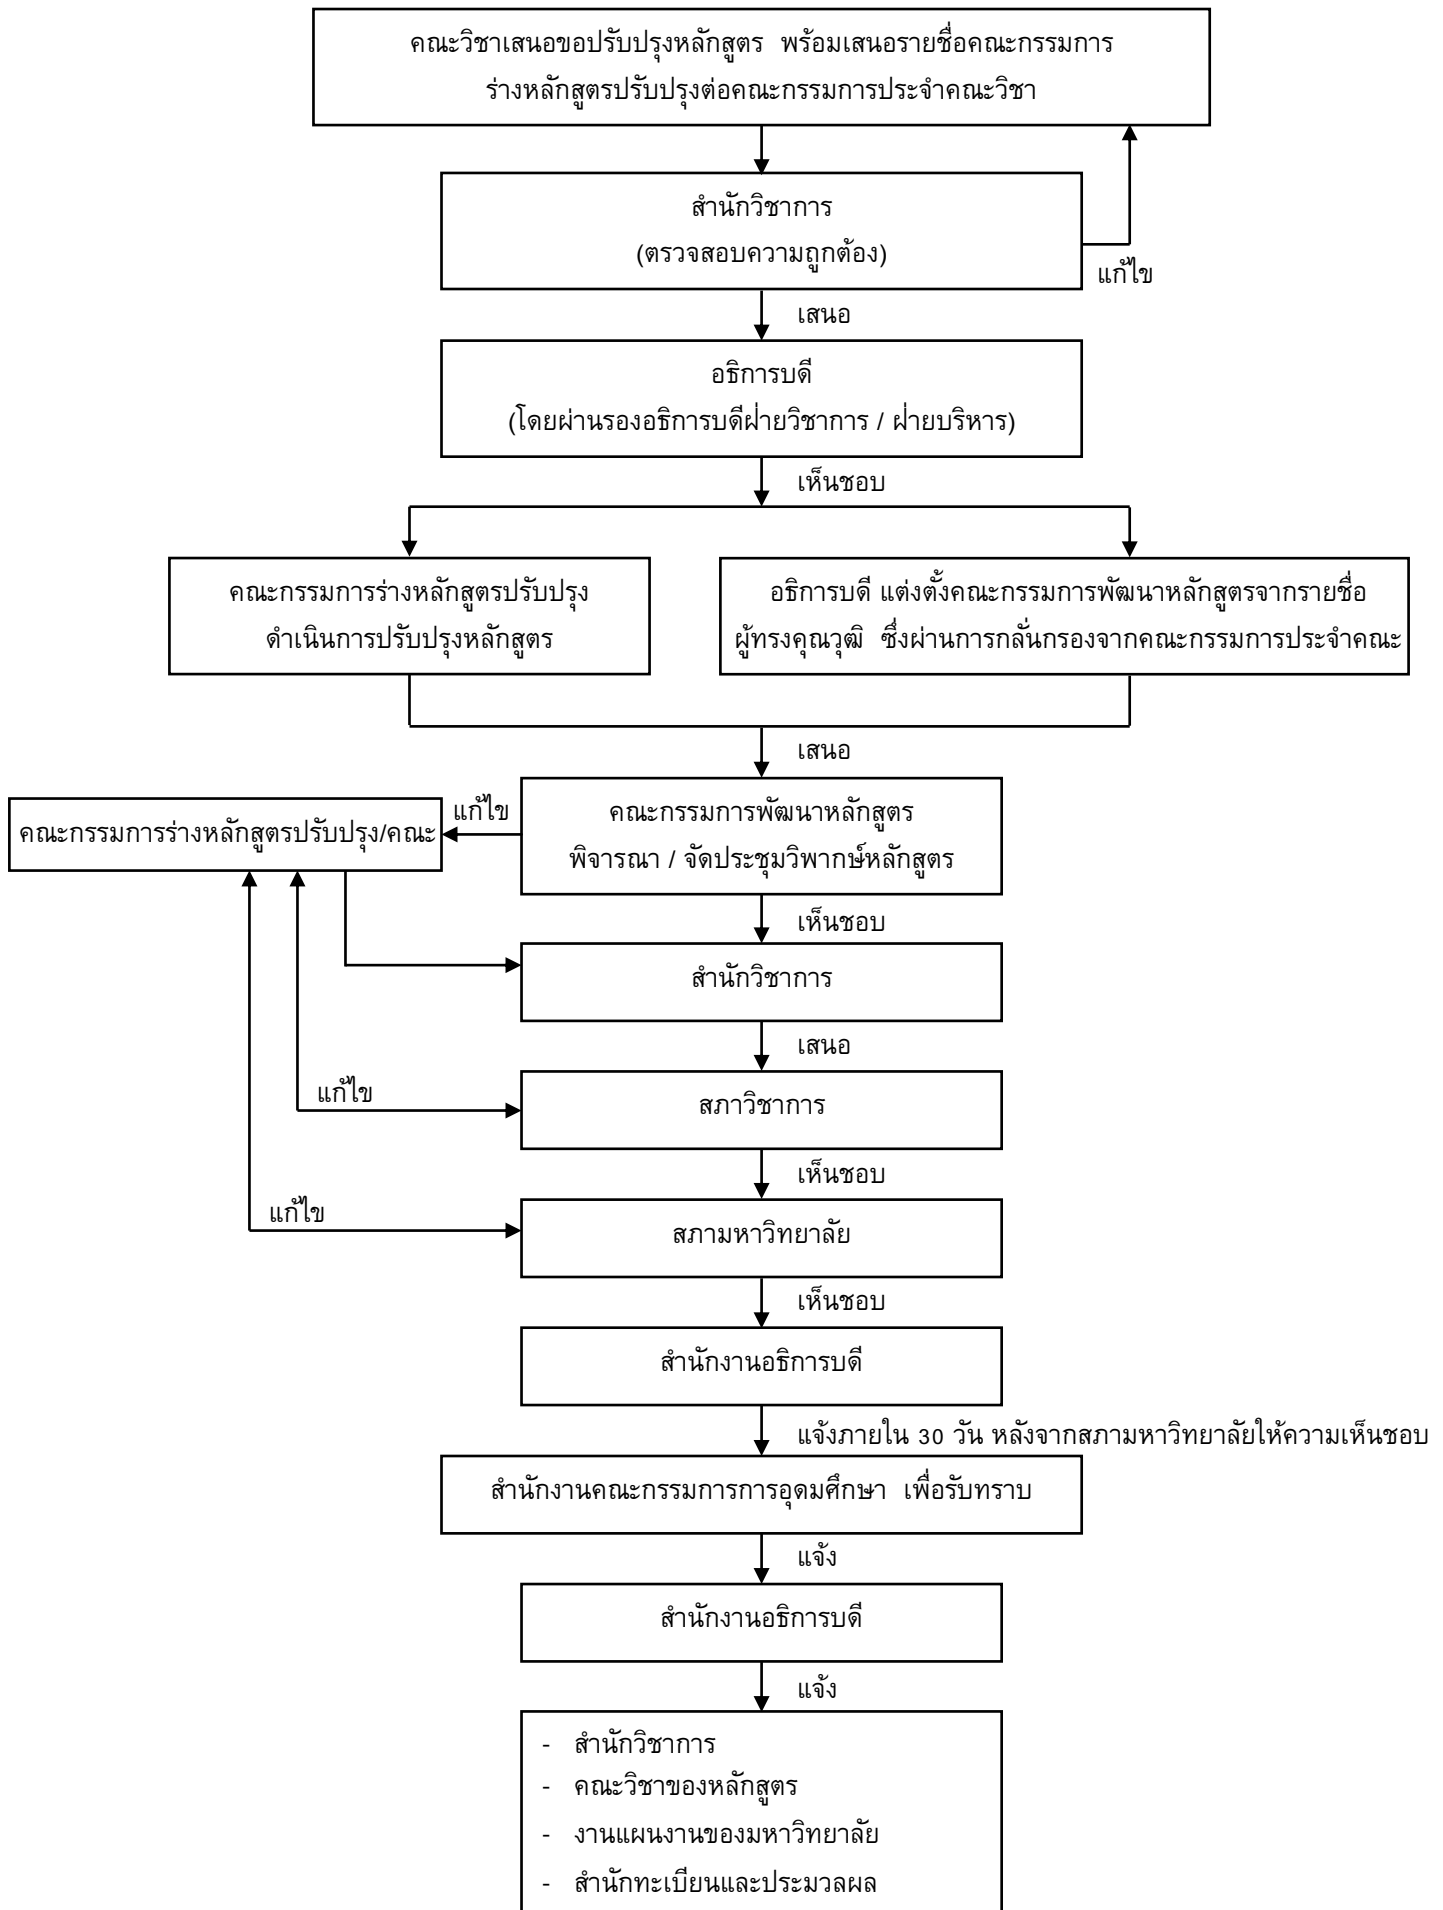 คณะวิชาเสนอขอปรับปรุงหลักสูตร พร้อมเสนอรายชื่อคณะกรรมการ
ร่างหลักสูตรปรับปรุงต่อคณะกรรมการประจำคณะวิชา
สำนักวิชาการ
(ตรวจสอบความถูกต้อง)
แก้ไข
เสนอ
อธิการบดี
(โดยผ่านรองอธิการบดีฝ่ายวิชาการ / ฝ่ายบริหาร)
เห็นชอบ
คณะกรรมการร่างหลักสูตรปรับปรุง
ดำเนินการปรับปรุงหลักสูตร
อธิการบดี แต่งตั้งคณะกรรมการพัฒนาหลักสูตรจากรายชื่อ
ผู้ทรงคุณวุฒิ ซึ่งผ่านการกลั่นกรองจากคณะกรรมการประจำคณะ
เสนอ
คณะกรรมการร่างหลักสูตรปรับปรุง/คณะ
แก้ไข
คณะกรรมการพัฒนาหลักสูตร
พิจารณา / จัดประชุมวิพากษ์หลักสูตร
เห็นชอบ
สำนักวิชาการ
เสนอ
แก้ไข
สภาวิชาการ
เห็นชอบ
แก้ไข
สภามหาวิทยาลัย
เห็นชอบ
สำนักงานอธิการบดี
แจ้งภายใน 30 วัน หลังจากสภามหาวิทยาลัยให้ความเห็นชอบ
สำนักงานคณะกรรมการการอุดมศึกษา เพื่อรับทราบ
แจ้ง
สำนักงานอธิการบดี
แจ้ง
- สำนักวิชาการ
- คณะวิชาของหลักสูตร
- งานแผนงานของมหาวิทยาลัย
- สำนักทะเบียนและประมวลผล